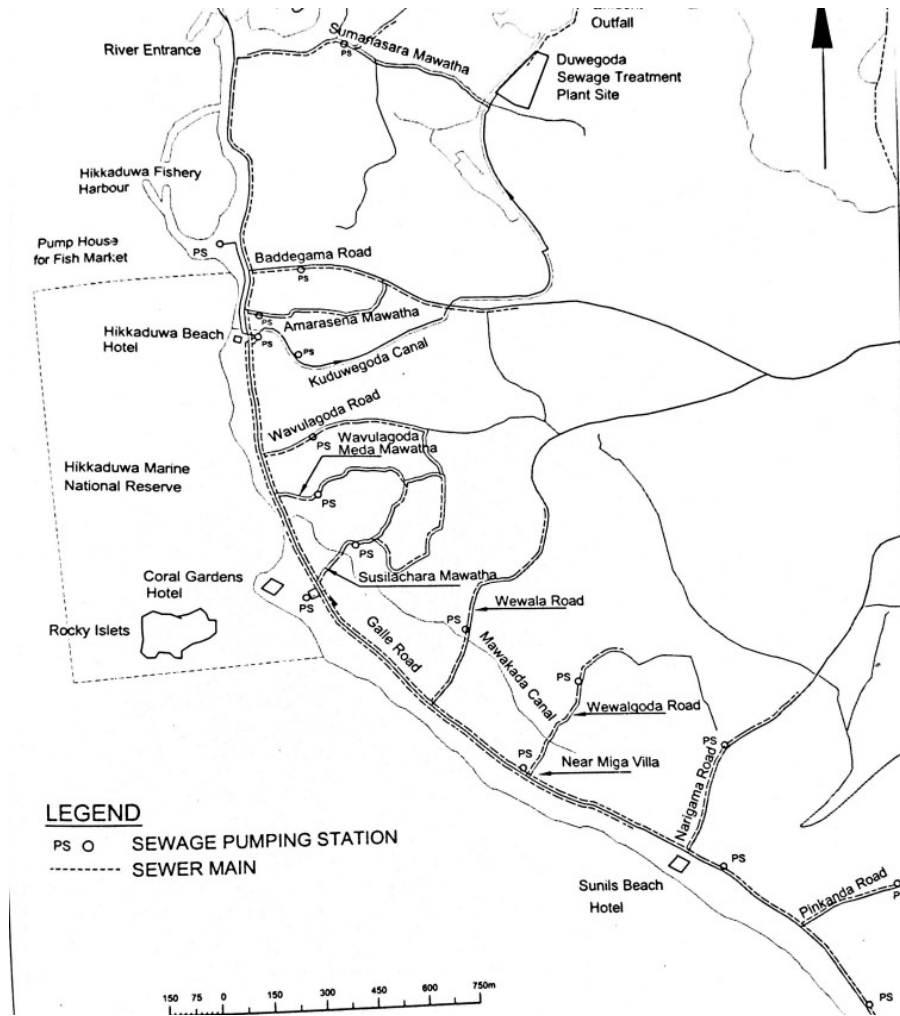 Outfall
River Entrance
Sumanasara Mawatha
PS
Duwegoda
Sewage Treatment
Plant Site
Hikkaduwa Fishery
Harbour
Pump House
for Fish Market
PS
Baddegama Road
PS
Hikkaduwa Beach
Hotel
PS
Amarasena Mawatha
PS
PS
Kuduwegoda Canal
Wavulagoda Road
PS
Wavulagoda
Meda Mawatha
Hikkaduwa Marine
National Reserve
PS
PS
Coral Gardens
Hotel
Susilachara Mawatha
PS
Rocky Islets
Galle Road
Wewala Road
PS
Mawakada Canal
PS
Wewalgoda Road
PS
Near Miga Villa
PS
Narigama Road
LEGEND
PS SEWAGE PUMPING STATION
SEWER MAIN
PS
Sunils Beach
Hotel
Pinkanda Road
PS
150 75 0 150 300 450 600 750m